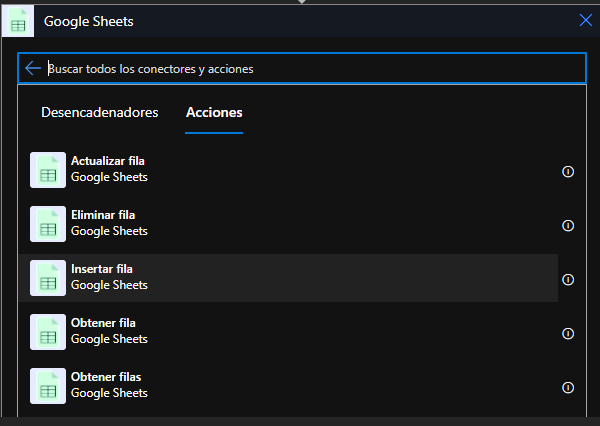 Google Sheets
Buscar todos los conectores y acciones
Desencadenadores Acciones
Actualizar fila
Google Sheets
Eliminar fila
Google Sheets
Insertar fila
Google Sheets
Obtener fila
Google Sheets
Obtener filas
Google Sheets